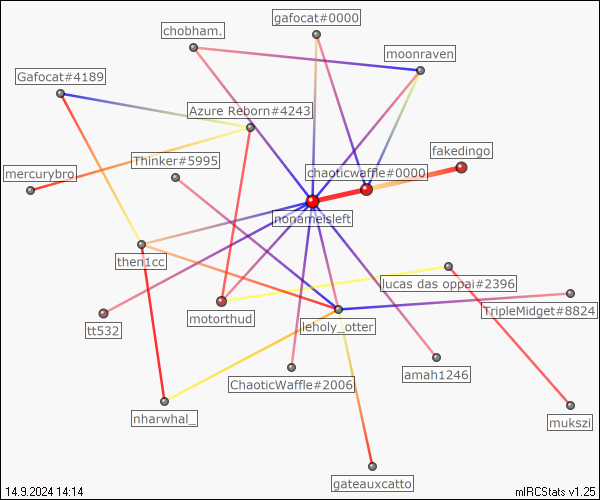 gafocat#0000
chobham.
moonraven
Gafocat#4189
Azure Reborn#4243
fakedingo
Thinker#5995
mercurybro
chaoticwaffle#0000
nonameisleft
then1cc
lucas das oppai#2396
TripleMidget#8824
motorthud
leholy_otter
tt532
amah1246
ChaoticWaffle#2006
nharwhal_
mukszi
gateauxcatto
14.9.2024 14:14
mIRCStats v1.25